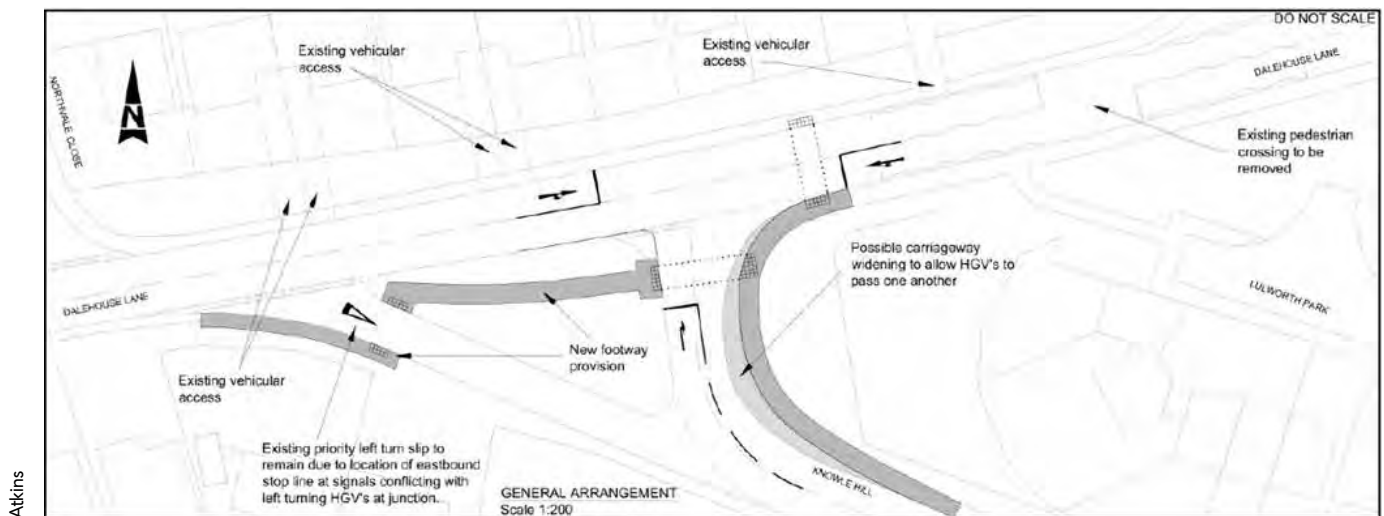 DO NOT SCALE
Existing vehicular
access
Existing vehicular
access
DALEHOUSE LANE
NORTHVALE CLOSE
N
Existing pedestrian
crossing to be
removed
Possible carriageway
widening to allow HGV's to
pass one another
LULWORTH PARK
DALEHOUSE LANE
New footway
provision
Existing vehicular
access
Existing priority left turn slip to
remain due to location of eastbound
stop line at signals conflicting with
left turning HGV's at junction.
KNOWLE HILL
GENERAL ARRANGEMENT
Scale 1:200
Atkins